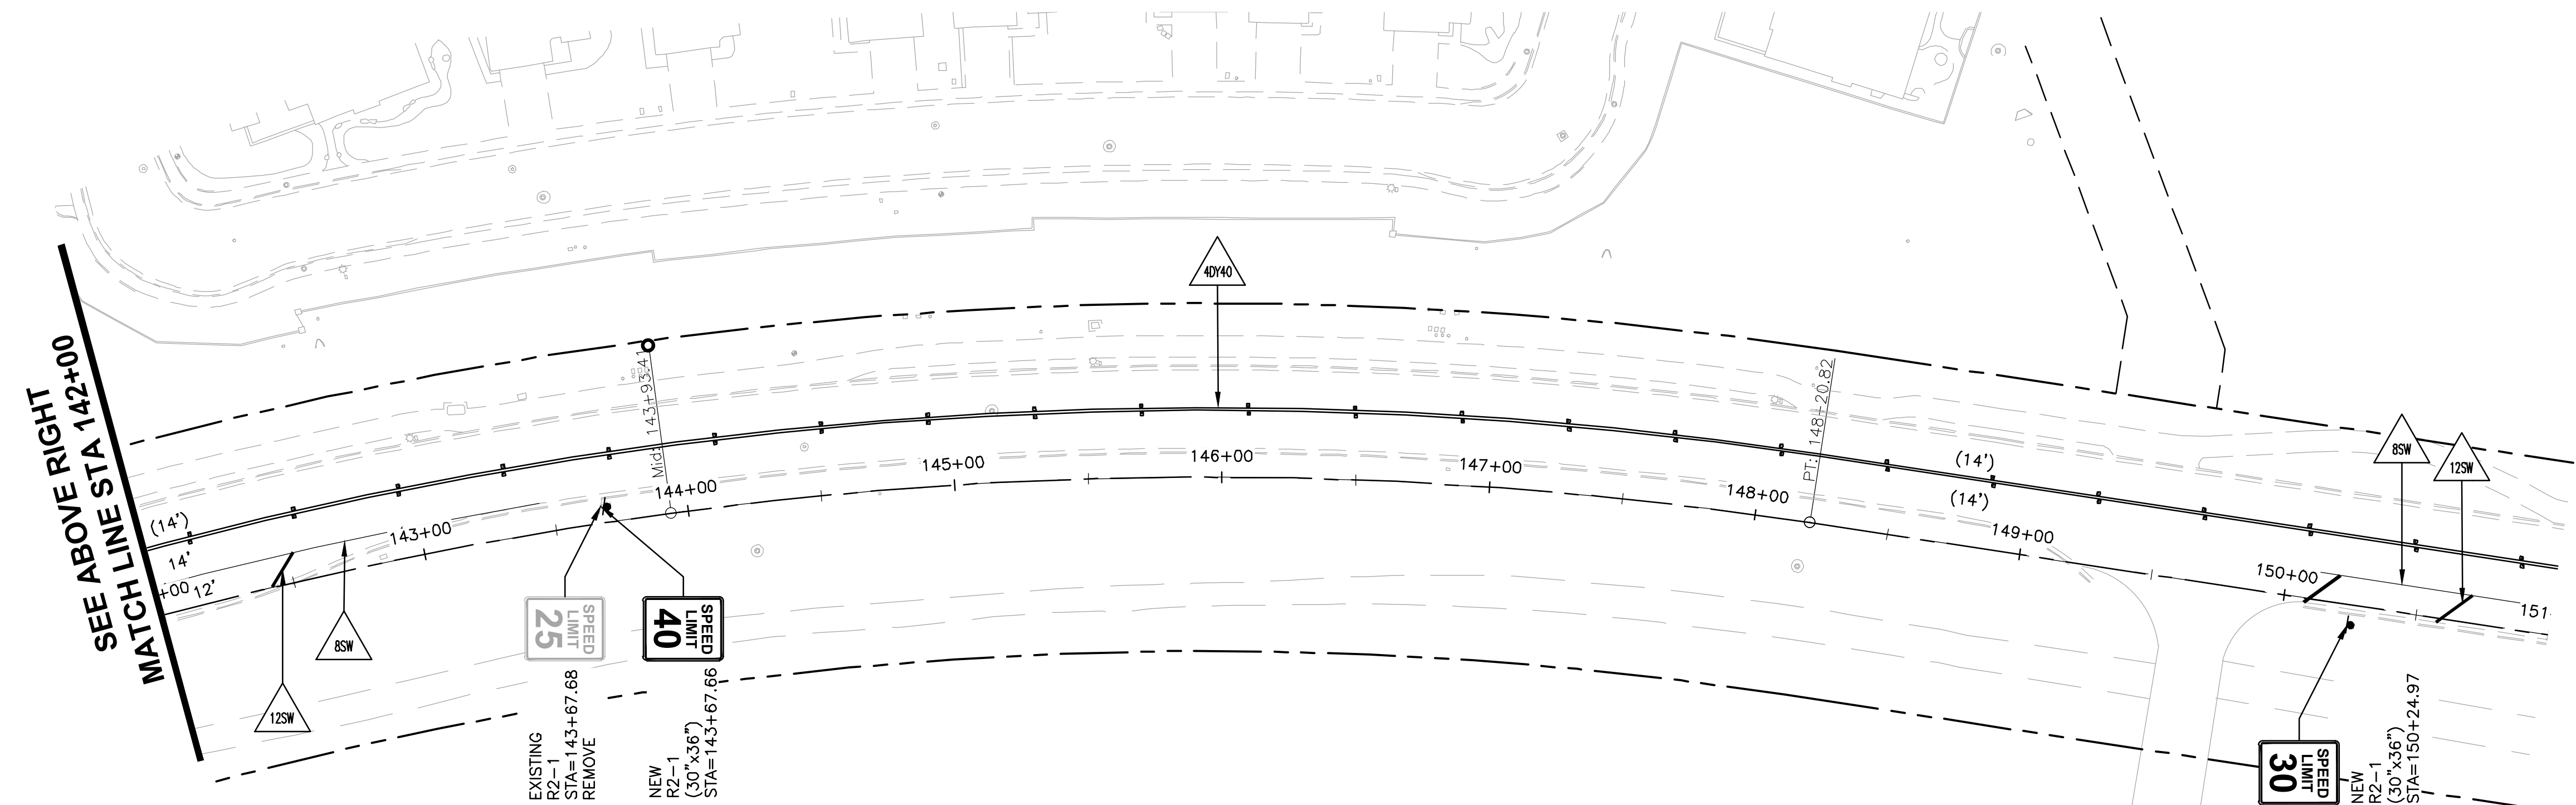 SEE ABOVE RIGHT
MATCH LINE STA 142+00
(14')
14'
+00
12'
12SW
8SW
143+00
Mid: 143+93.41
144+00
145+00
4DY40
146+00
147+00
148+00
PT: 148+20.82
(14')
(14')
149+00
150+00
151
8SW
12SW
SPEED
LIMIT
25
EXISTING
R2-1
STA=143+67.68
REMOVE
SPEED
LIMIT
40
NEW
R2-1
(30"x36")
STA=143+67.66
SPEED
LIMIT
30
NEW
R2-1
(30"x36")
STA=150+24.97